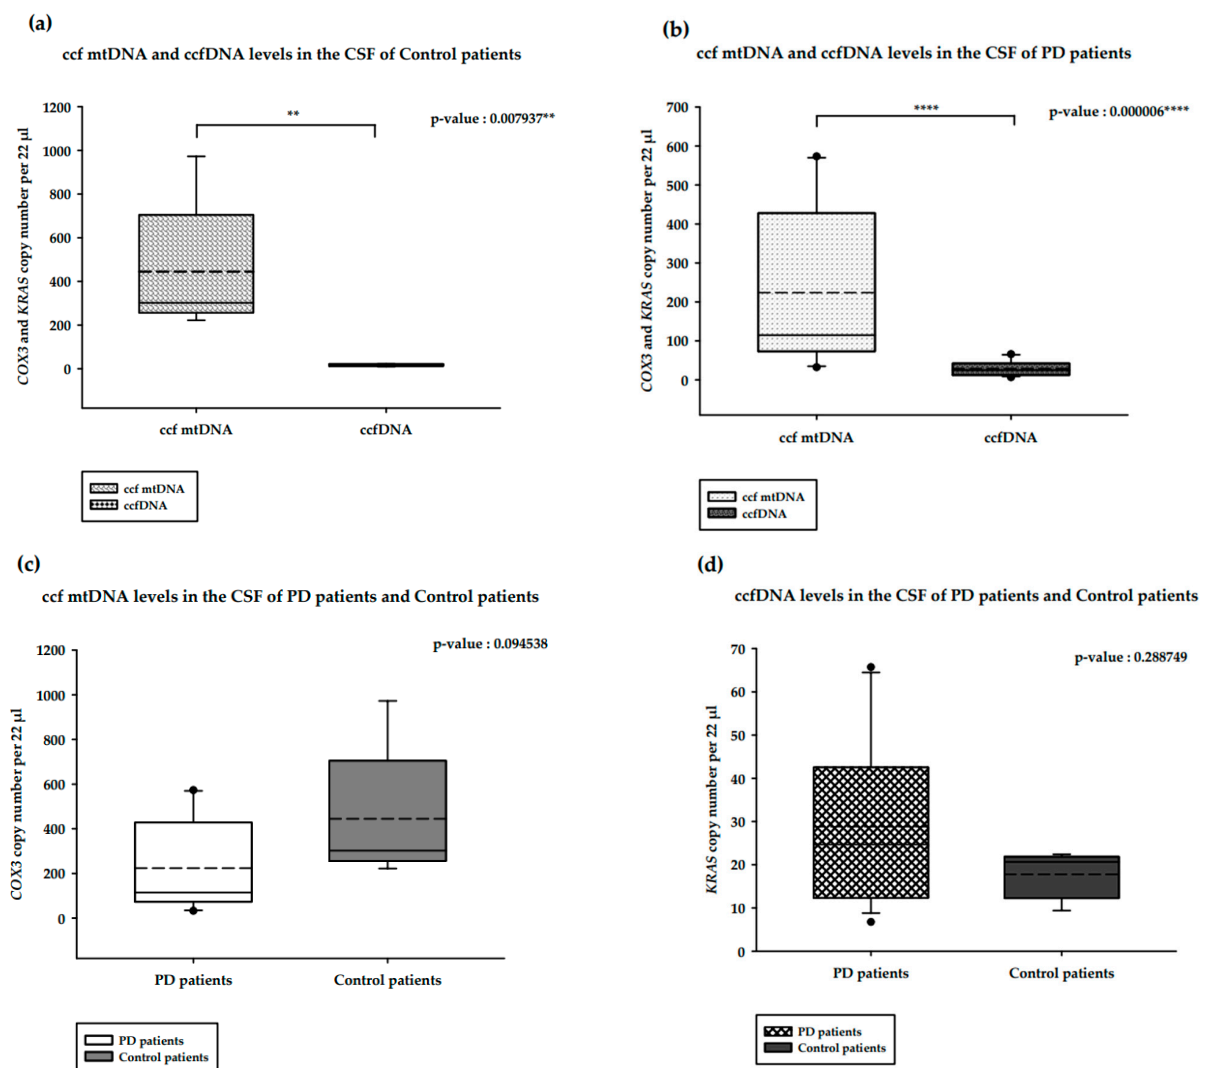 (a)
ccf mtDNA and ccfDNA levels in the CSF of Control patients
p-value : 0.007937**
**
COX3 and KRAS copy number per 22 µl
1200
1000
800
600
400
200
0
ccf mtDNA
ccfDNA
ccf mtDNA
ccfDNA
(b)
ccf mtDNA and ccfDNA levels in the CSF of PD patients
p-value : 0.000006****
****
COX3 and KRAS copy number per 22 µl
700
600
500
400
300
200
100
0
ccf mtDNA
ccfDNA
ccf mtDNA
ccfDNA
(c)
ccf mtDNA levels in the CSF of PD patients and Control patients
p-value : 0.094538
COX3 copy number per 22 µl
1200
1000
800
600
400
200
0
PD patients
Control patients
PD patients
Control patients
(d)
ccfDNA levels in the CSF of PD patients and Control patients
p-value : 0.288749
KRAS copy number per 22 µl
70
60
50
40
30
20
10
0
PD patients
Control patients
PD patients
Control patients